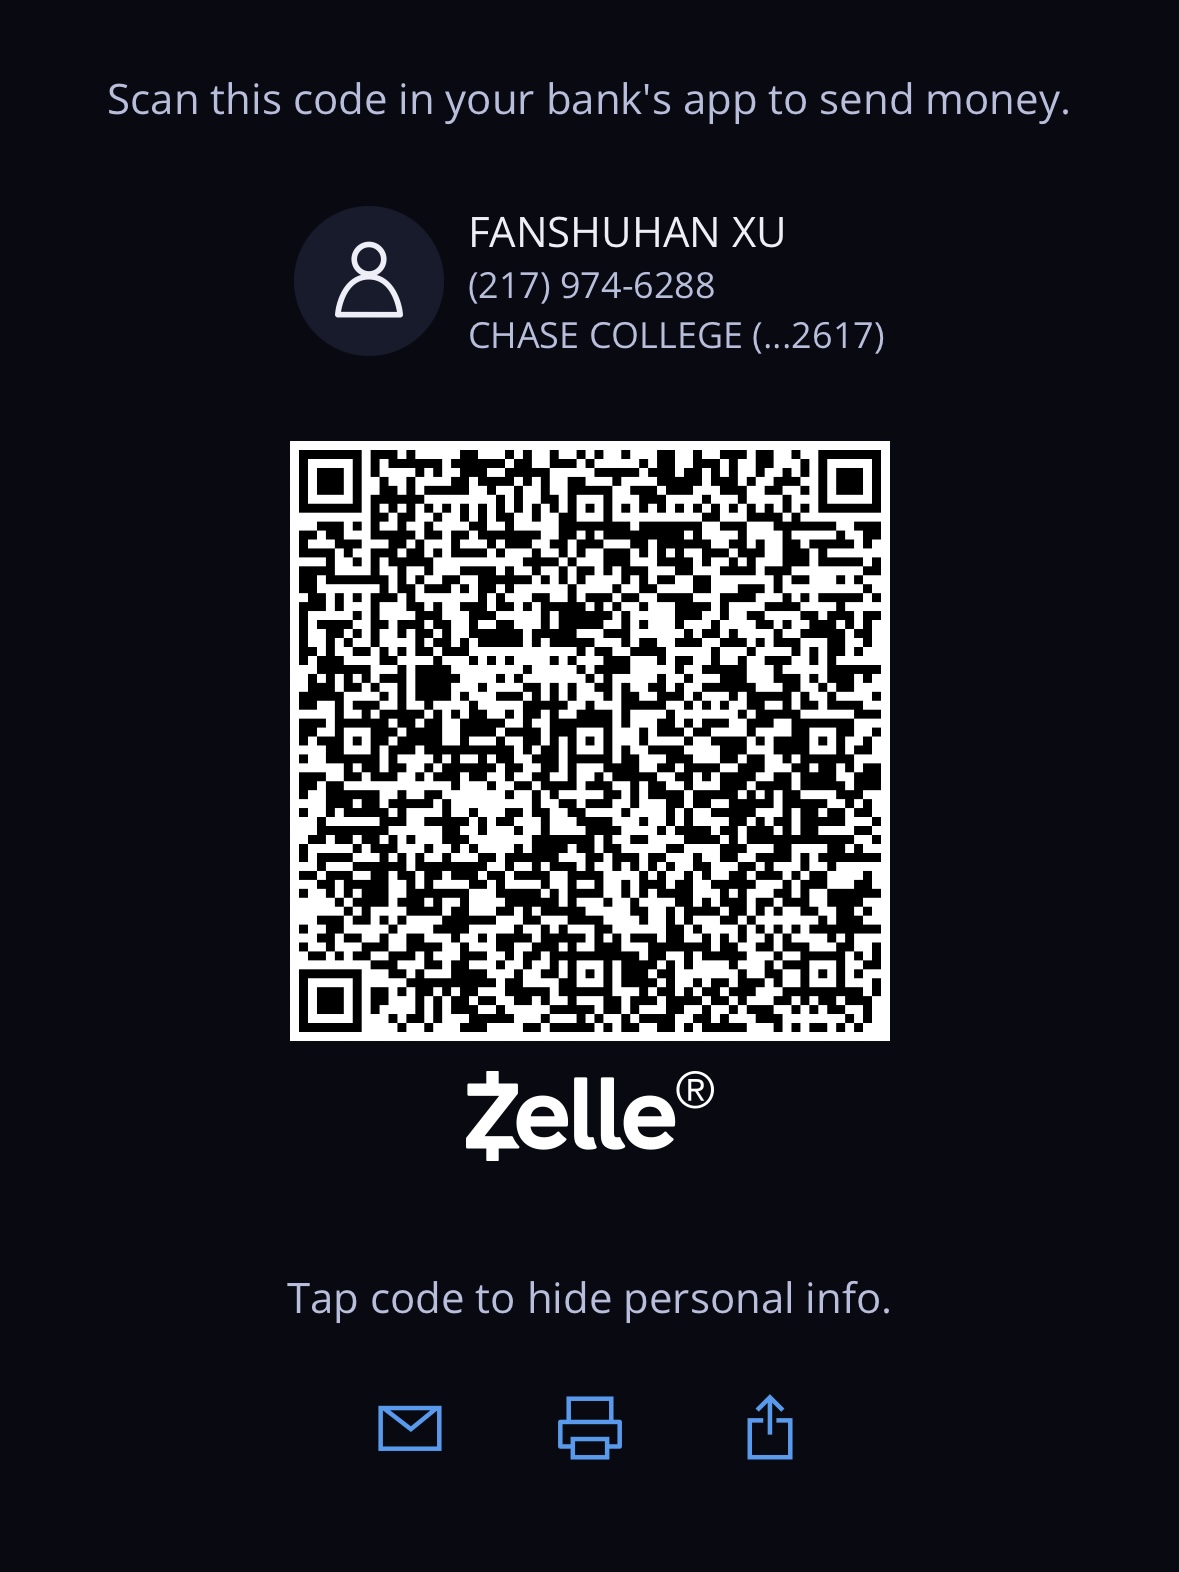 Scan this code in your bank's app to send money.
FANSHUHAN XU
(217) 974-6288
CHASE COLLEGE (...2617)
Zelle®
Tap code to hide personal info.